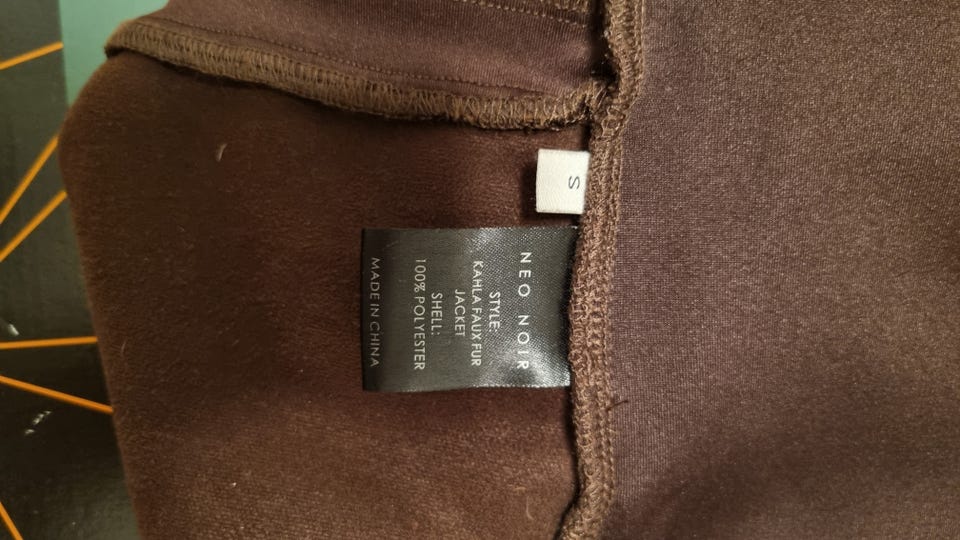 S
NEO NOIR
STYLE:
KAHLA FAUX FUR
JACKET
SHELL:
100% POLYESTER
MADE IN CHINA